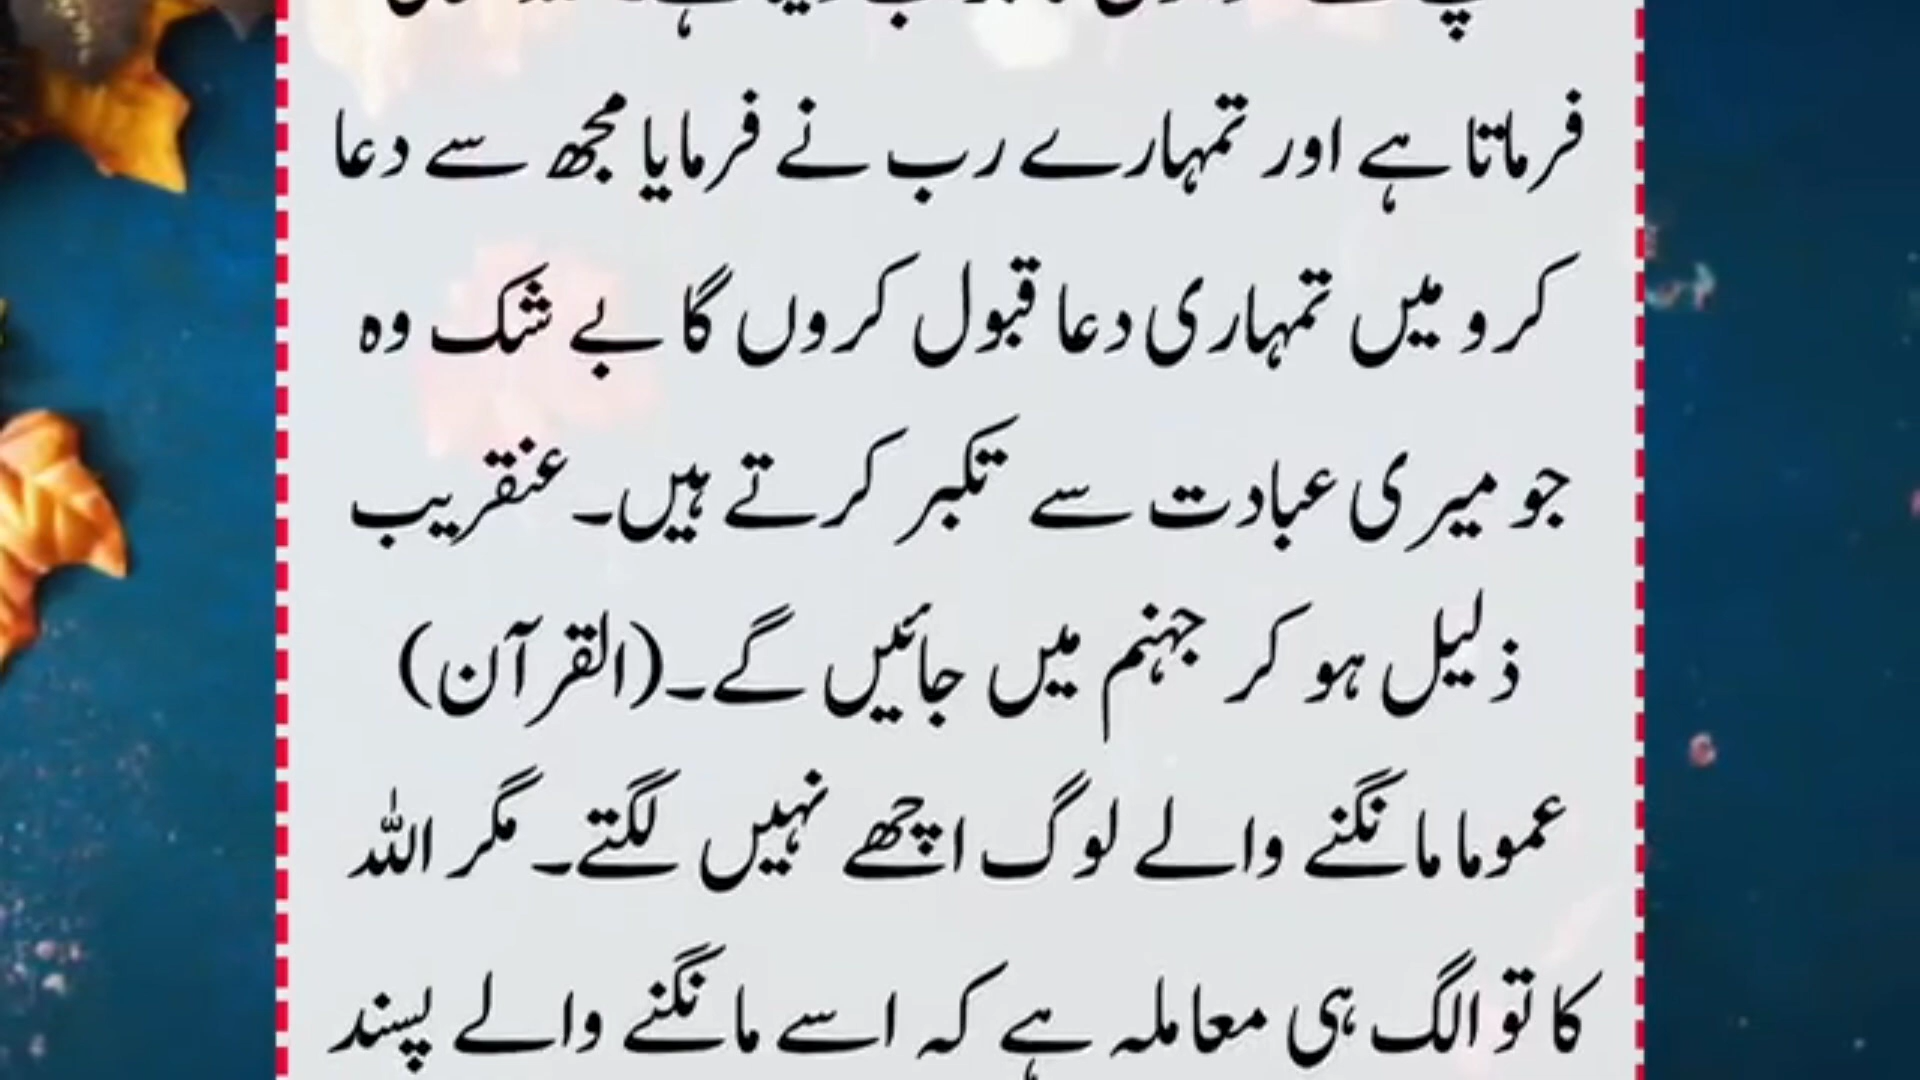 فرماتا ہے اور تمہارے رب نے فرمایا مجھ سے دعا
کرو میں تمہاری دعا قبول کروں گا بے شک وہ
جو میری عبادت سے تکبر کرتے ہیں۔ عنقریب
ذلیل ہو کر جہنم میں جائیں گے۔(القرآن)
عموما مانگنے والے لوگ اچھے نہیں لگتے۔ مگر اللہ
کا تو الگ ہی معاملہ ہے کہ اسے مانگنے والے پسند